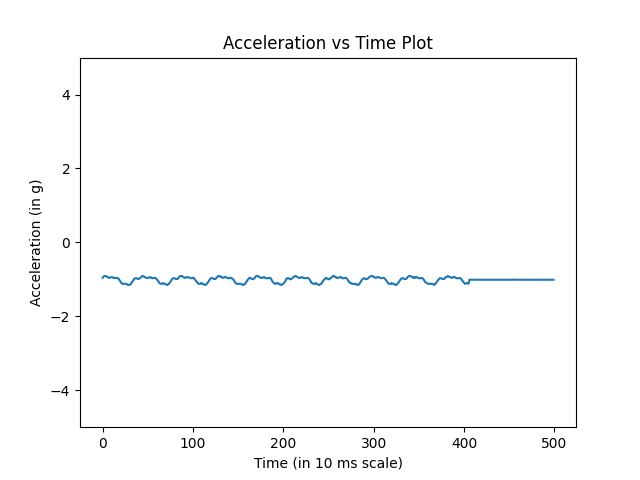 Acceleration vs Time Plot
4
2
0
−2
−4
Acceleration (in g)
0 100 200 300 400 500
Time (in 10 ms scale)